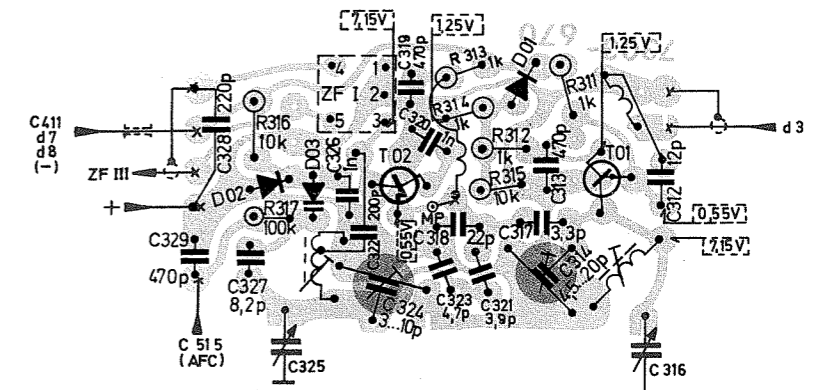 7,15V
1,25V
C319
470p
R313
1k
D01
R311
1k
1,25V
4
1
ZF I
2
5
3
220p
C328
R316
10k
R314
1k
C320
1n
R312
1k
470p
C313
T01
12p
C312
C411
d7
d8
(-)
d3
ZF III
+
D02
D03
C326
1n
T02
R315
10k
R317
100k
200p
C322
0,55V
MP
C318
22p
C317
3,3p
0,55V
7,15V
C329
470p
C327
8,2p
C324
3...10p
C323
4,7p
C321
3,9p
C314
4,5...20p
C515
(AFC)
C325
C316